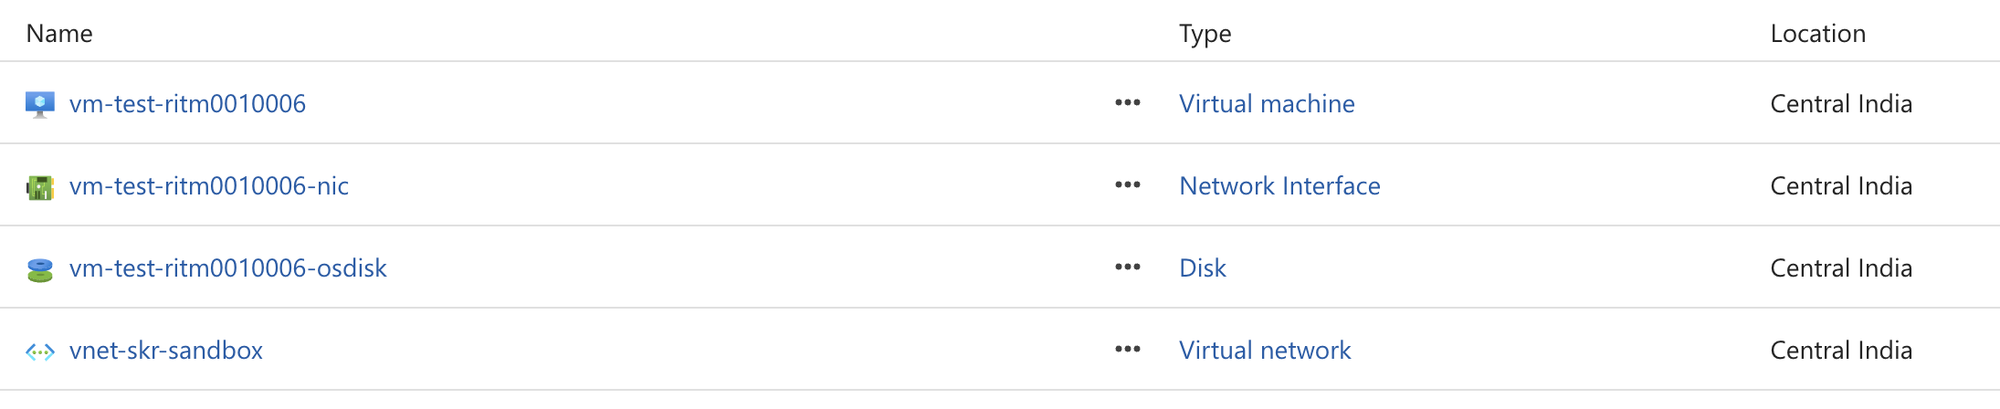 Name Type Location
vm-test-ritm0010006 ••• Virtual machine Central India
vm-test-ritm0010006-nic ••• Network Interface Central India
vm-test-ritm0010006-osdisk ••• Disk Central India
vnet-skr-sandbox ••• Virtual network Central India